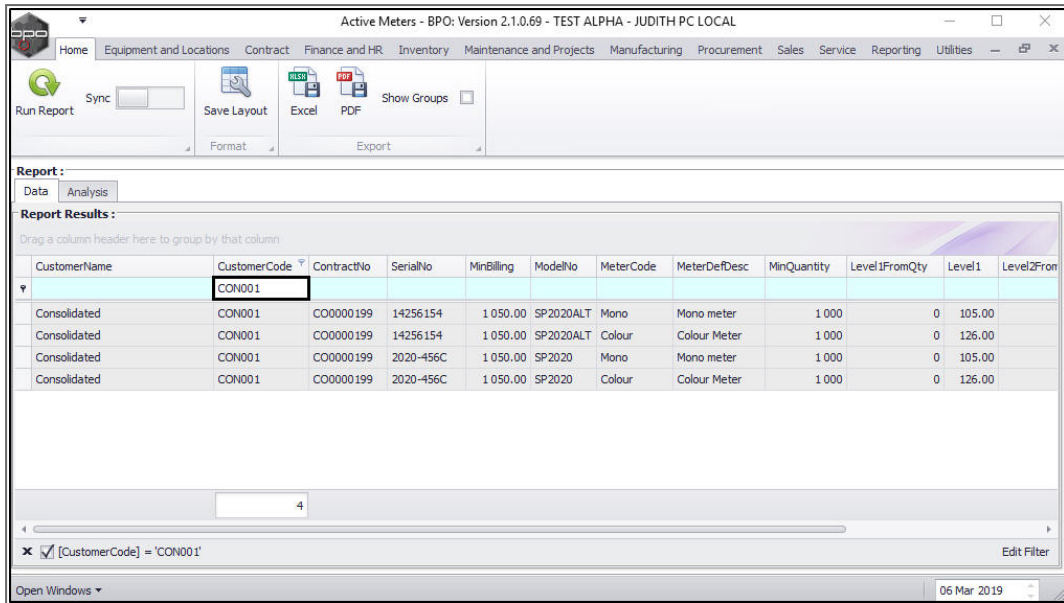 Active Meters - BPO: Version 2.1.0.69 - TEST ALPHA - JUDITH PC LOCAL
bpo
Home Equipment and Locations Contract Finance and HR Inventory Maintenance and Projects Manufacturing Procurement Sales Service Reporting Utilities
Run Report Sync Save Layout XLSX Excel PDF PDF Show Groups
Format Export
Report :
Data Analysis
Report Results :
Drag a column header here to group by that column
CustomerName CustomerCode ContractNo SerialNo MinBilling ModelNo MeterCode MeterDefDesc MinQuantity Level1FromQty Level1 Level2From
CON001
Consolidated CON001 CO0000199 14256154 1 050.00 SP2020ALT Mono Mono meter 1 000 0 105.00
Consolidated CON001 CO0000199 14256154 1 050.00 SP2020ALT Colour Colour Meter 1 000 0 126.00
Consolidated CON001 CO0000199 2020-456C 1 050.00 SP2020 Mono Mono meter 1 000 0 105.00
Consolidated CON001 CO0000199 2020-456C 1 050.00 SP2020 Colour Colour Meter 1 000 0 126.00
4
[CustomerCode] = 'CON001' Edit Filter
Open Windows 06 Mar 2019